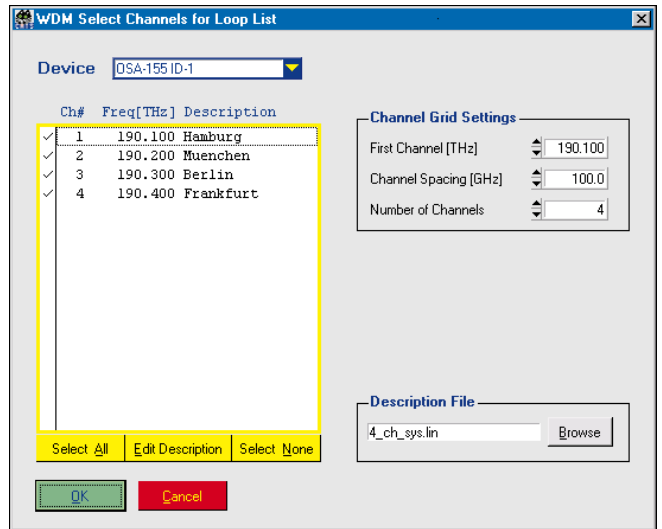 WDM Select Channels for Loop List
Device OSA-155 ID-1
Ch# Freq[THz] Description
1 190.100 Hamburg
2 190.200 Muenchen
3 190.300 Berlin
4 190.400 Frankfurt
Select All Edit Description Select None
OK Cancel
Channel Grid Settings
First Channel [THz] 190.100
Channel Spacing [GHz] 100.0
Number of Channels 4
Description File
4_ch_sys.lin Browse